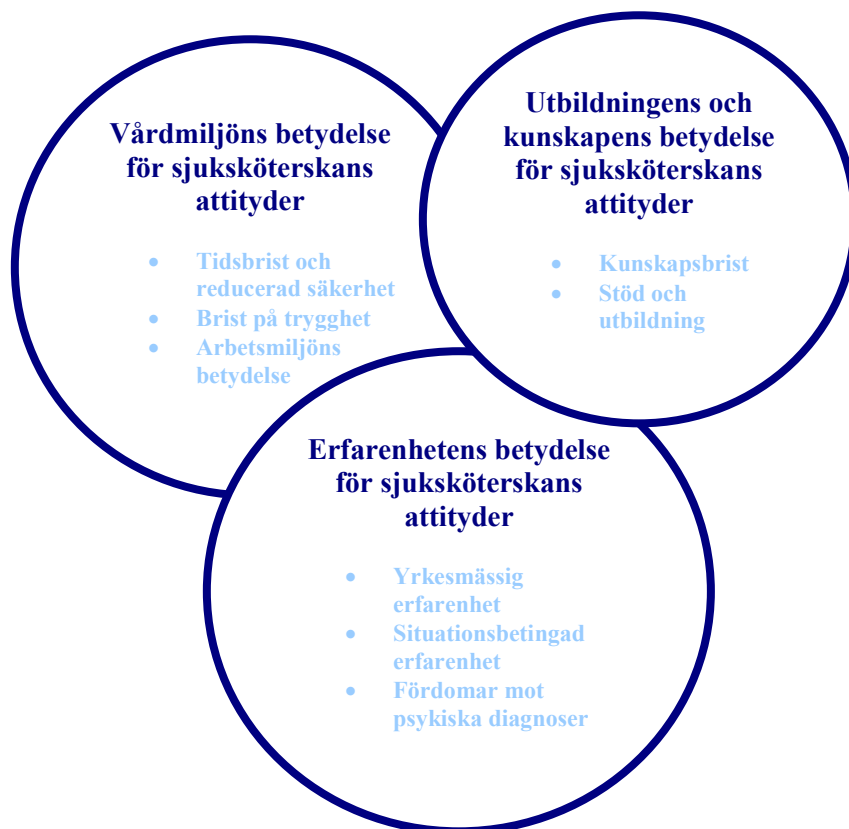 Vårdmiljöns betydelse
för sjuksköterskans
attityder
• Tidsbrist och
reducerad säkerhet
• Brist på trygghet
• Arbetsmiljöns
betydelse
Utbildningens och
kunskapens betydelse
för sjuksköterskans
attityder
• Kunskapsbrist
• Stöd och
utbildning
Erfarenhetens betydelse
för sjuksköterskans
attityder
• Yrkesmässig
erfarenhet
• Situationsbetingad
erfarenhet
• Fördomar mot
psykiska diagnoser